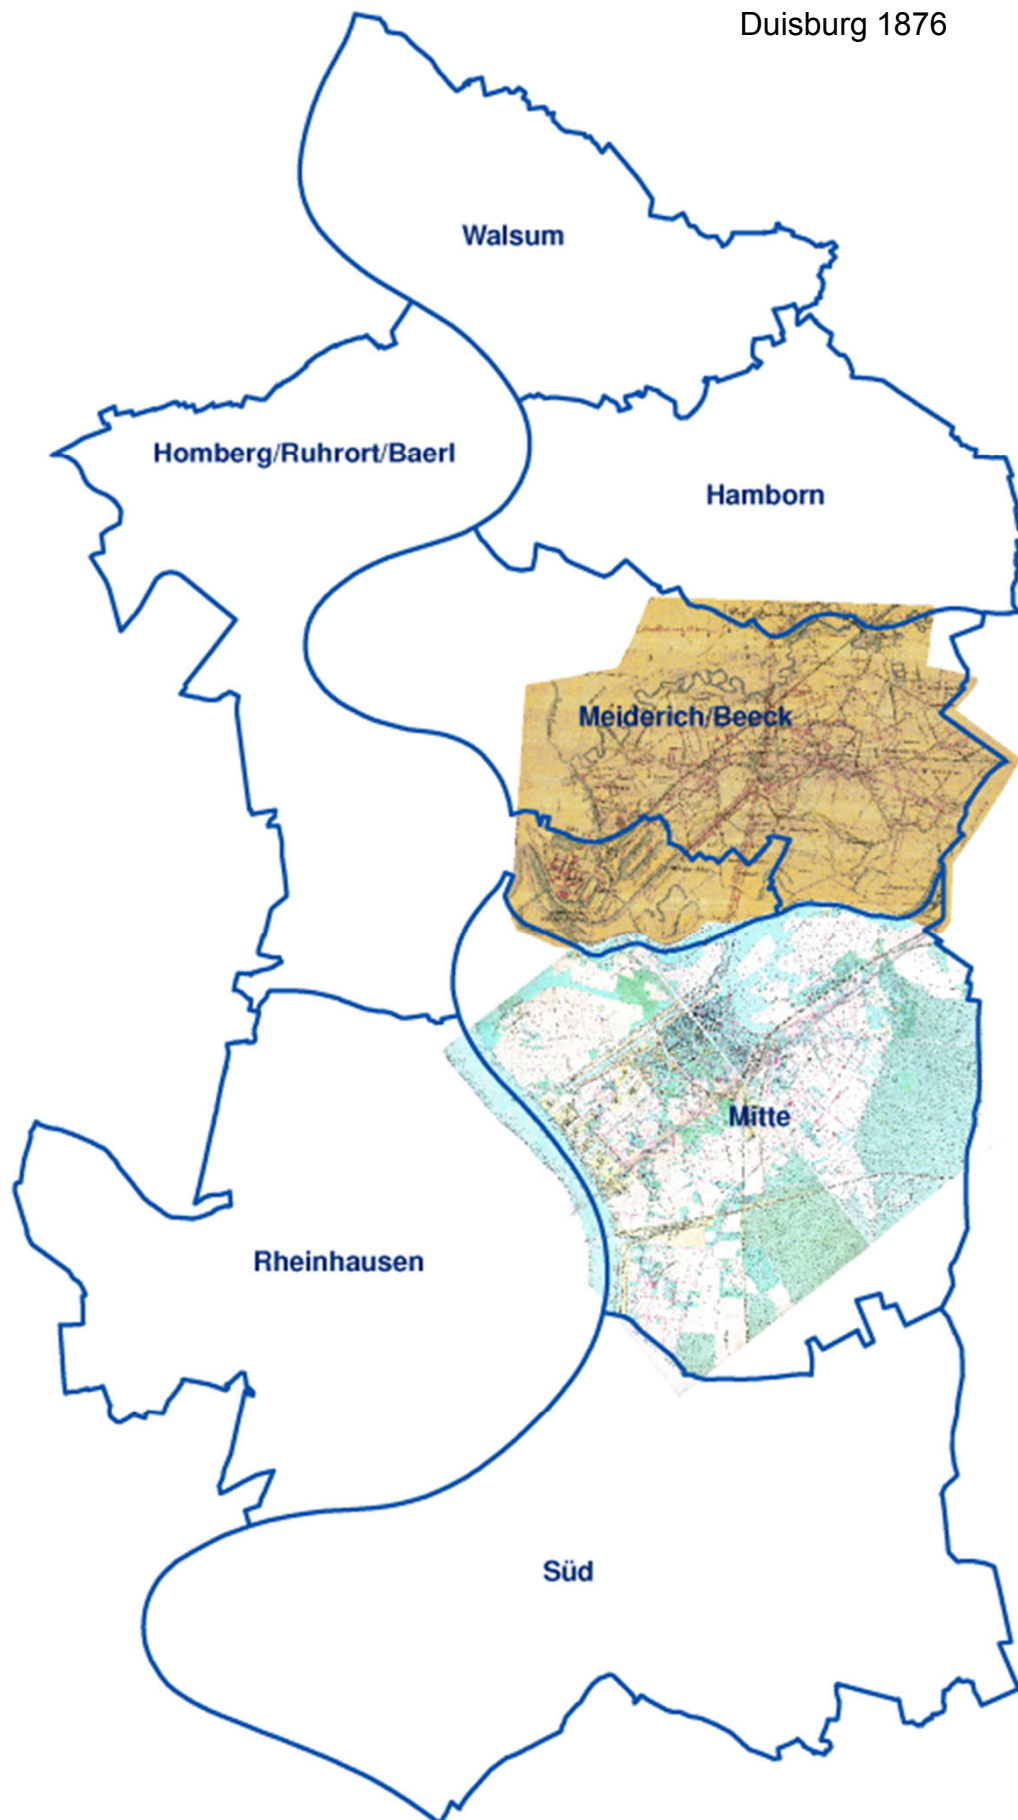 Duisburg 1876
Walsum
Homberg/Ruhrort/Baerl
Hamborn
Meiderich/Beeck
Mitte
Rheinhausen
Süd